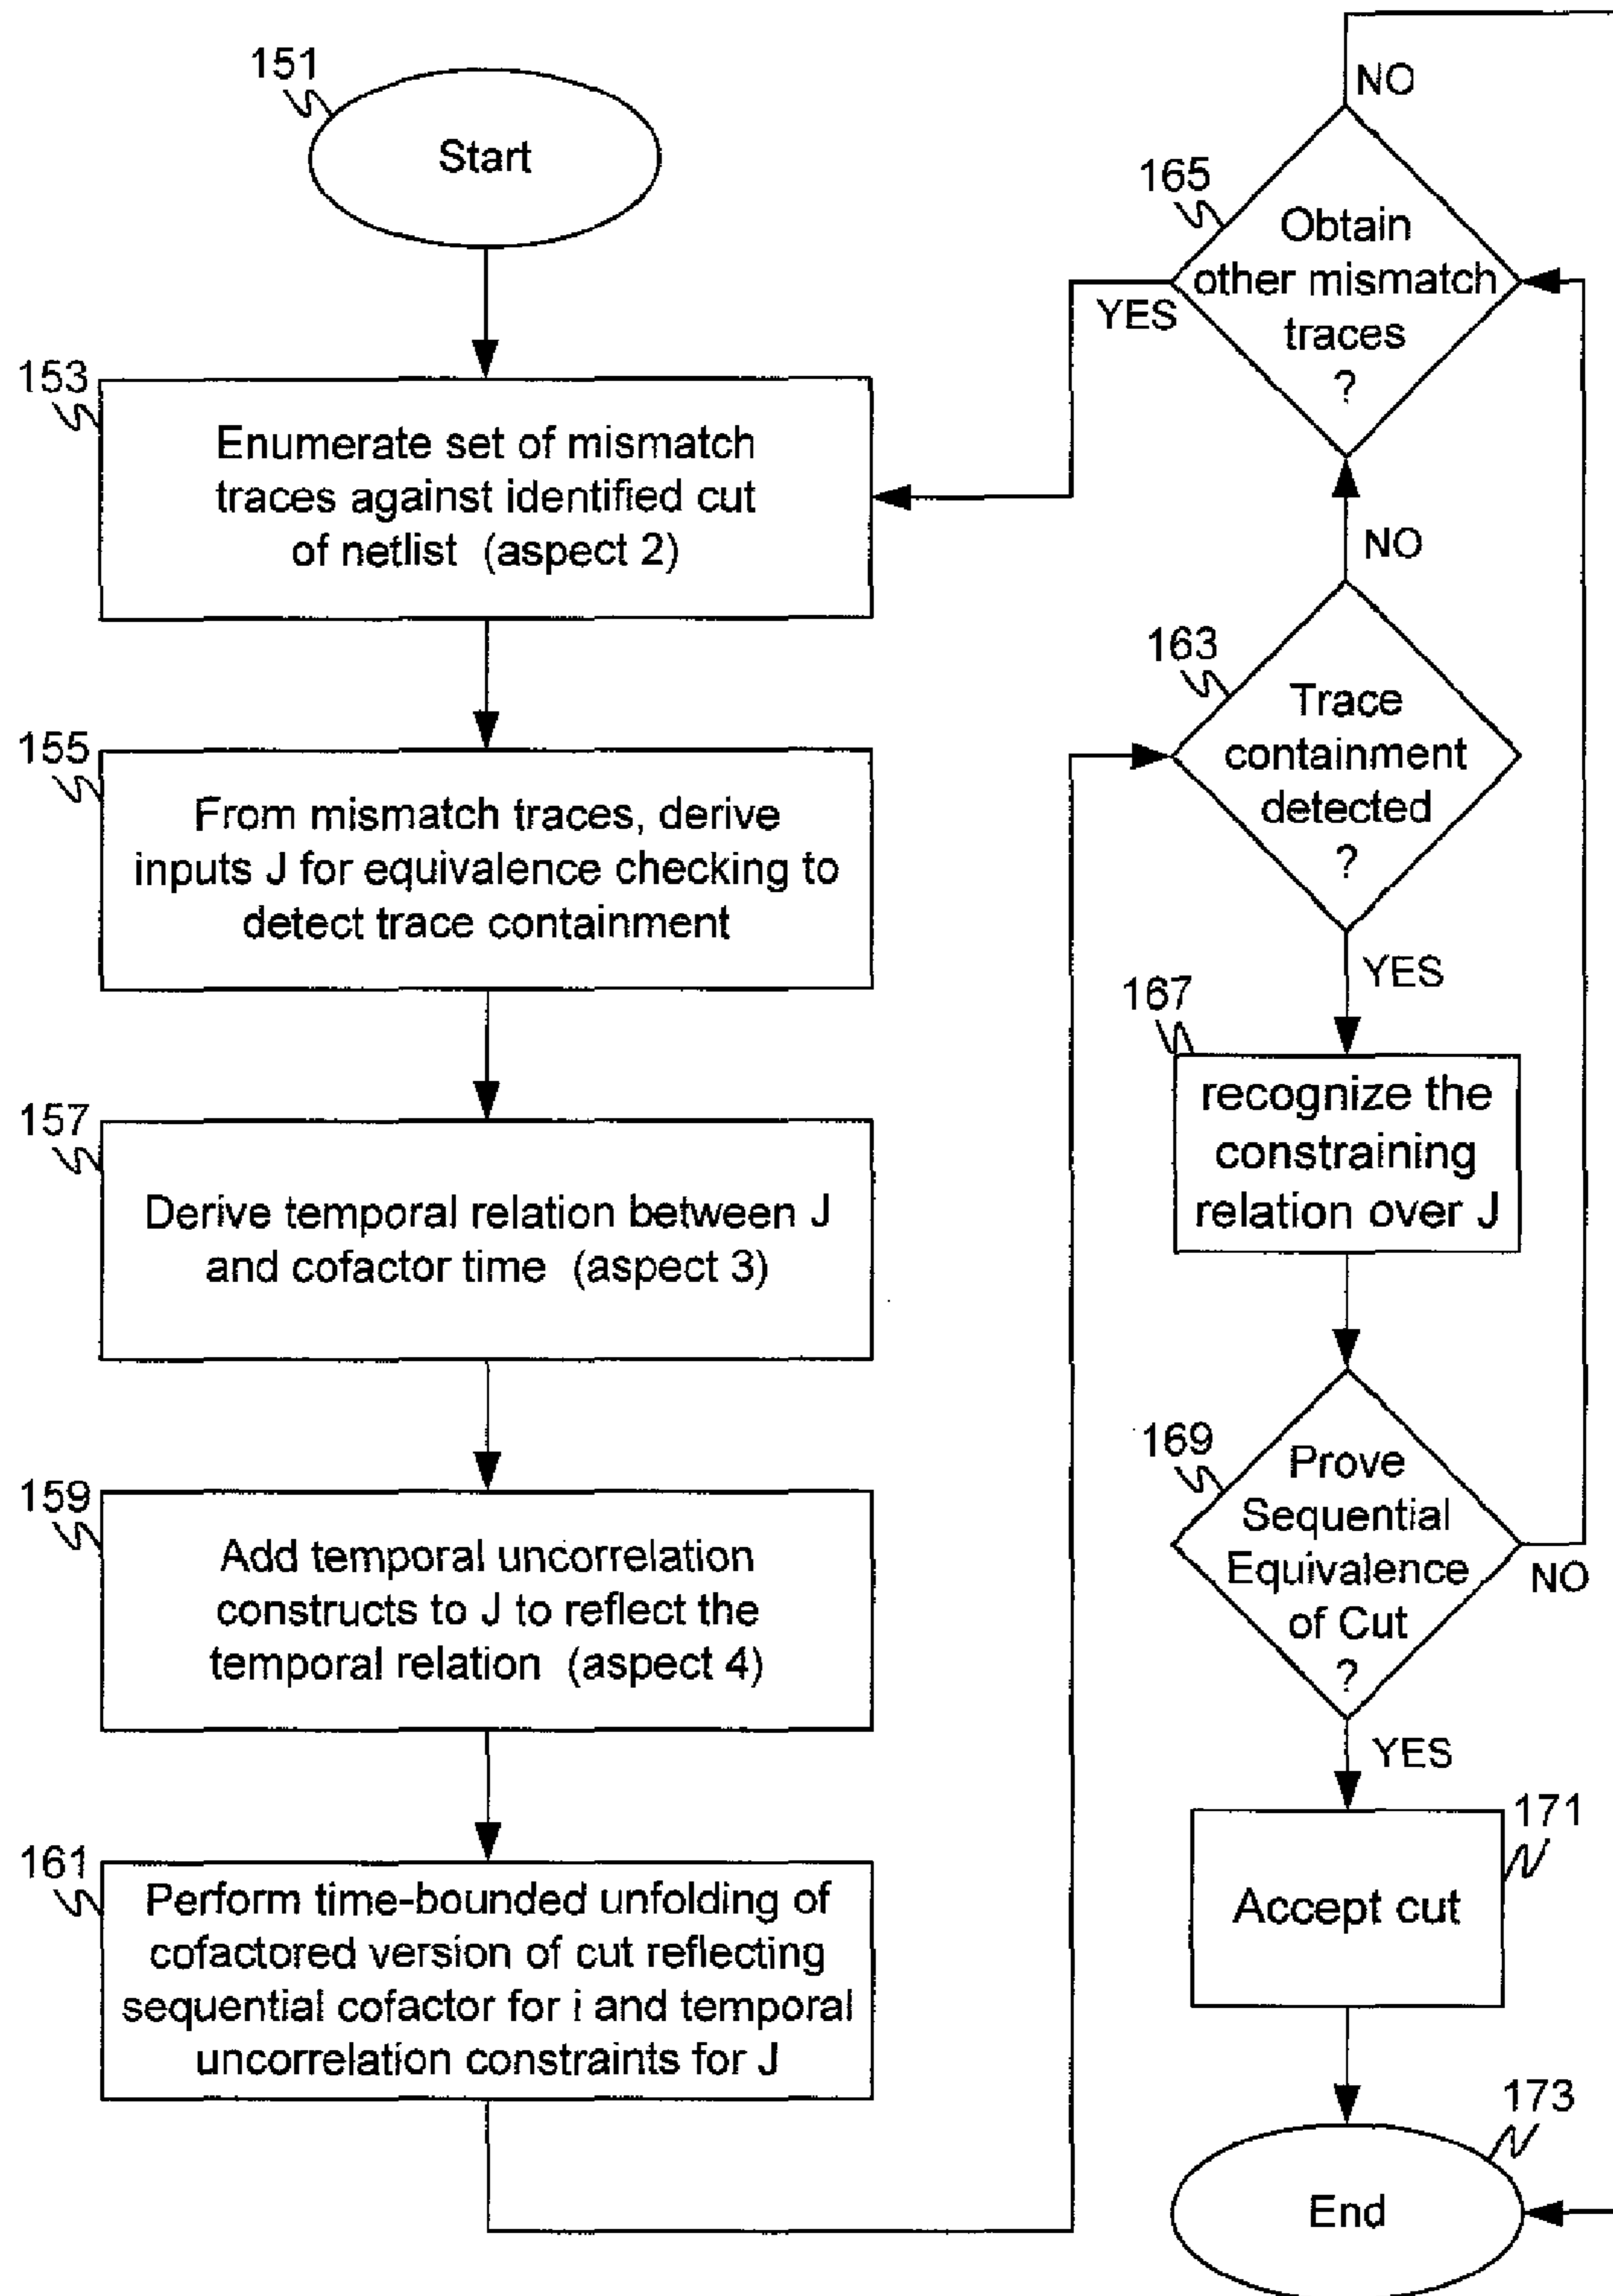 151
Start
153
Enumerate set of mismatch
traces against identified cut
of netlist (aspect 2)
155
From mismatch traces, derive
inputs J for equivalence checking to
detect trace containment
157
Derive temporal relation between J
and cofactor time (aspect 3)
159
Add temporal uncorrelation
constructs to J to reflect the
temporal relation (aspect 4)
161
Perform time-bounded unfolding of
cofactored version of cut reflecting
sequential cofactor for i and temporal
uncorrelation constraints for J
NO
165
Obtain
other mismatch
traces
?
YES
NO
163
Trace
containment
detected
?
YES
167
recognize the
constraining
relation over J
169
Prove
Sequential
Equivalence
of Cut
?
NO
YES
171
Accept cut
173
End